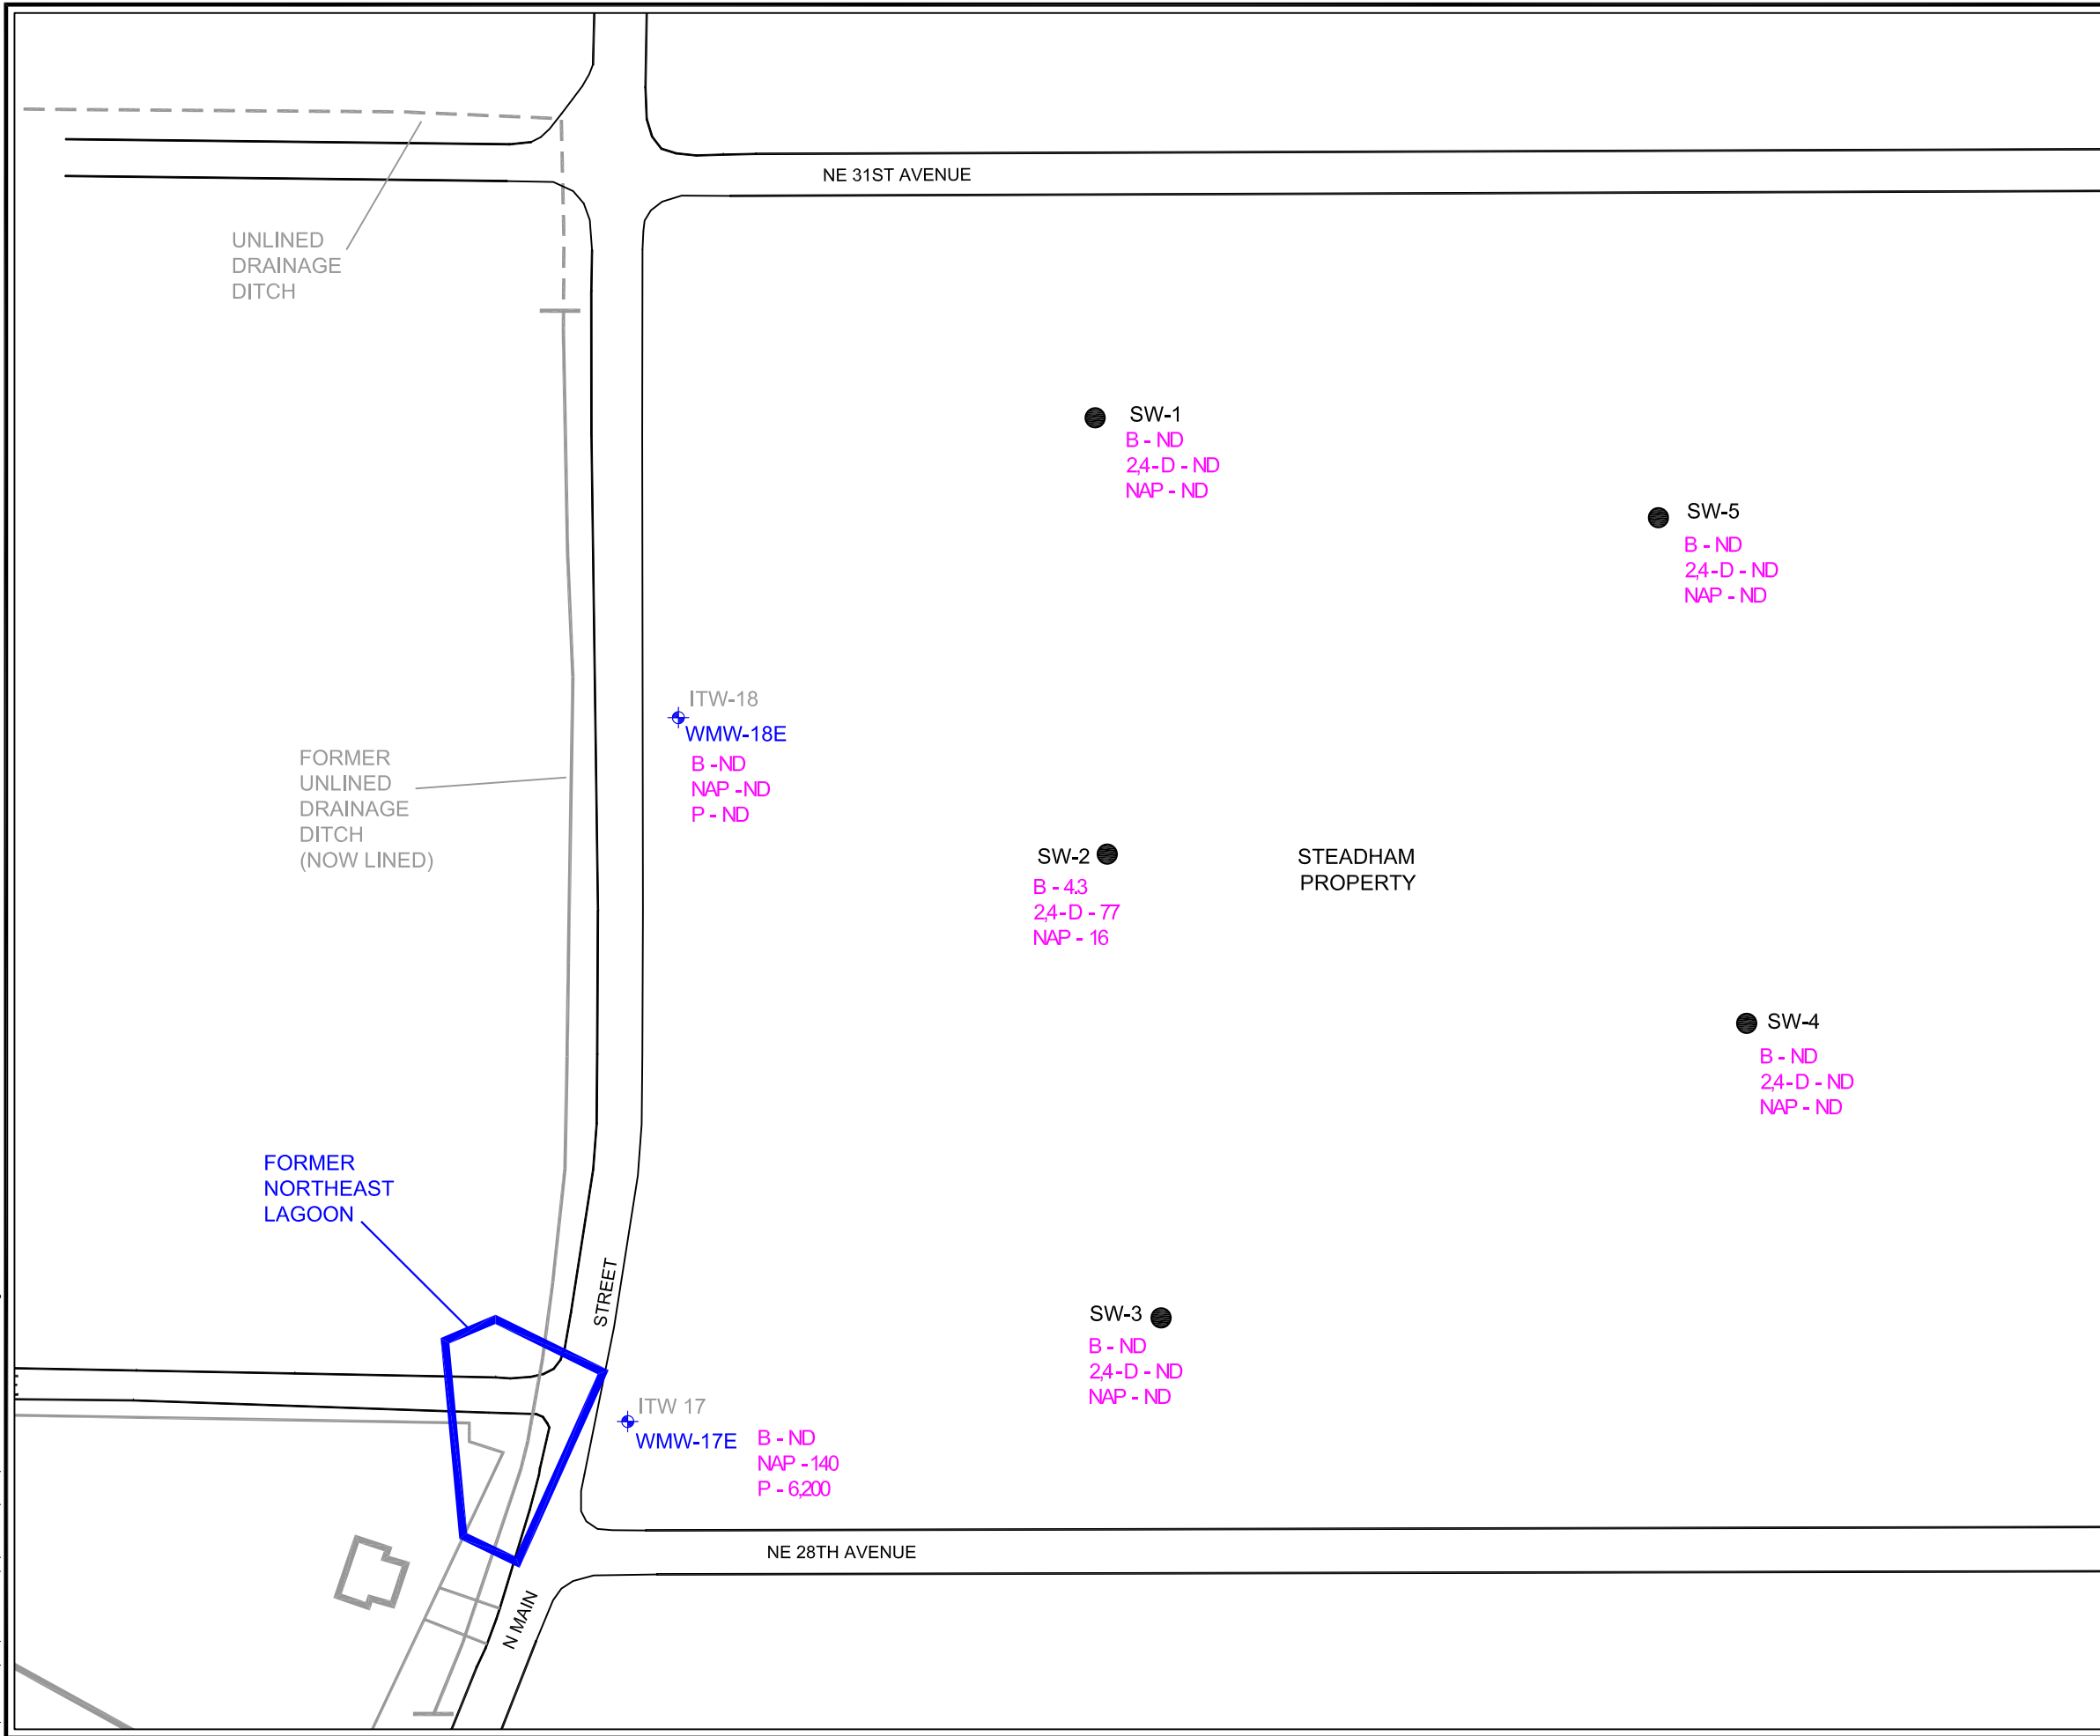 NE 31ST AVENUE
UNLINED
DRAINAGE
DITCH
SW-1
B - ND
2,4-D - ND
NAP - ND
SW-5
B - ND
2,4-D - ND
NAP - ND
ITW-18
WMW-18E
B -ND
NAP -ND
P - ND
FORMER
UNLINED
DRAINAGE
DITCH
(NOW LINED)
SW-2
B - 4.3
2,4-D - 77
NAP - 16
STEADHAM
PROPERTY
SW-4
B - ND
2,4-D - ND
NAP - ND
FORMER
NORTHEAST
LAGOON
STREET
SW-3
B - ND
2,4-D - ND
NAP - ND
ITW 17
WMW-17E
B - ND
NAP -140
P - 6,200
NE 28TH AVENUE
N MAIN